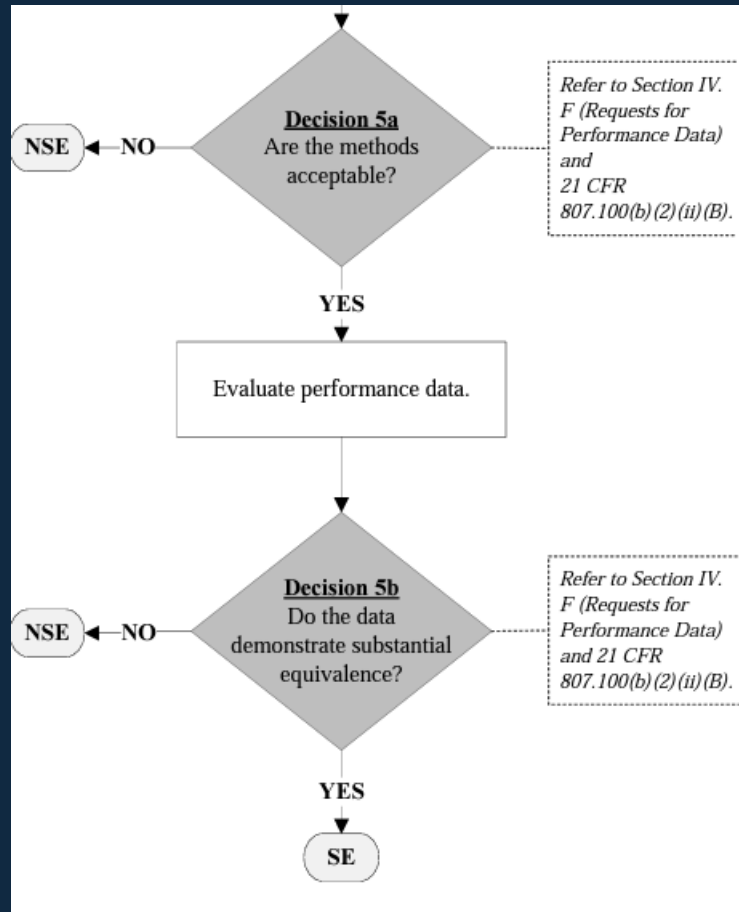 Decision 5a
Are the methods
acceptable?
NSE
NO
Refer to Section IV.
F (Requests for
Performance Data)
and
21 CFR
807.100(b)(2)(ii)(B).
YES
Evaluate performance data.
Decision 5b
Do the data
demonstrate substantial
equivalence?
NSE
NO
Refer to Section IV.
F (Requests for
Performance Data)
and 21 CFR
807.100(b)(2)(ii)(B).
YES
SE